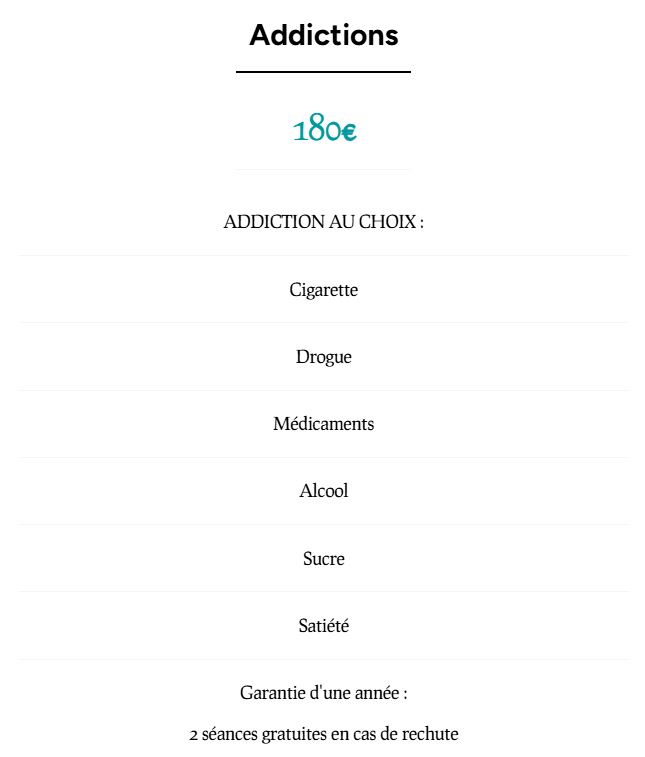 Addictions
180€
ADDICTION AU CHOIX :
Cigarette
Drogue
Médicaments
Alcool
Sucre
Satiété
Garantie d'une année :
2 séances gratuites en cas de rechute